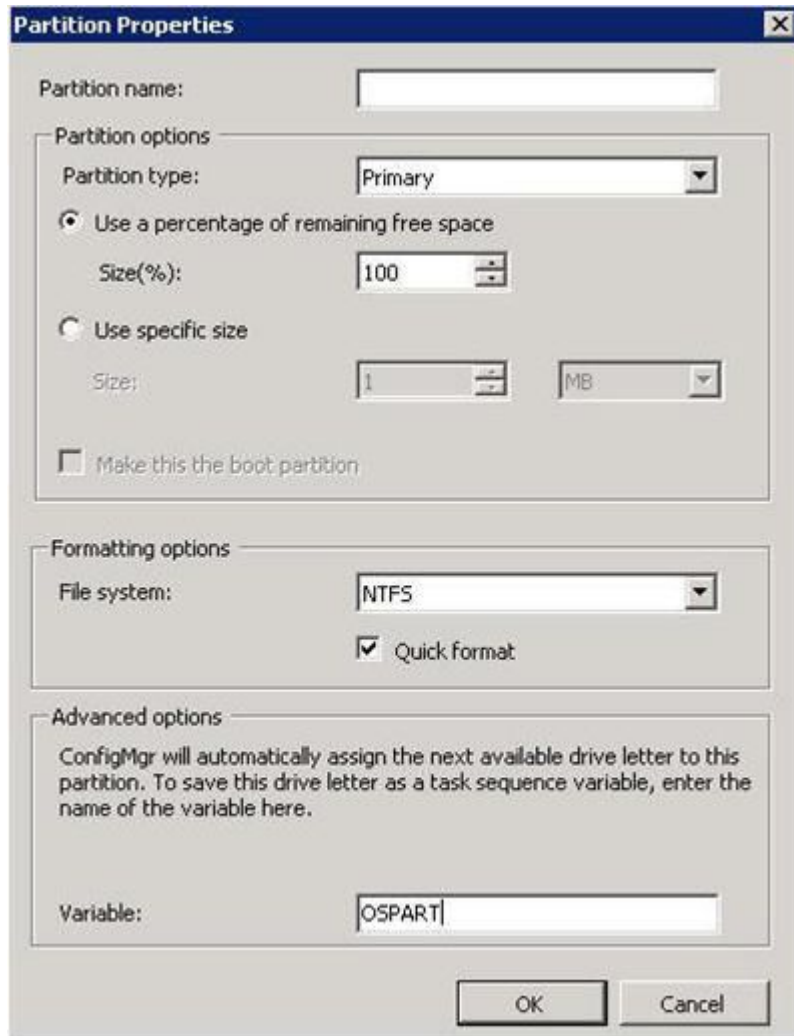 Partition Properties
Partition name:
Partition options
Partition type: Primary
Use a percentage of remaining free space
Size(%): 100
Use specific size
Size: 1 MB
Make this the boot partition
Formatting options
File system: NTFS
Quick format
Advanced options
ConfigMgr will automatically assign the next available drive letter to this
partition. To save this drive letter as a task sequence variable, enter the
name of the variable here.
Variable: OSPART
OK Cancel